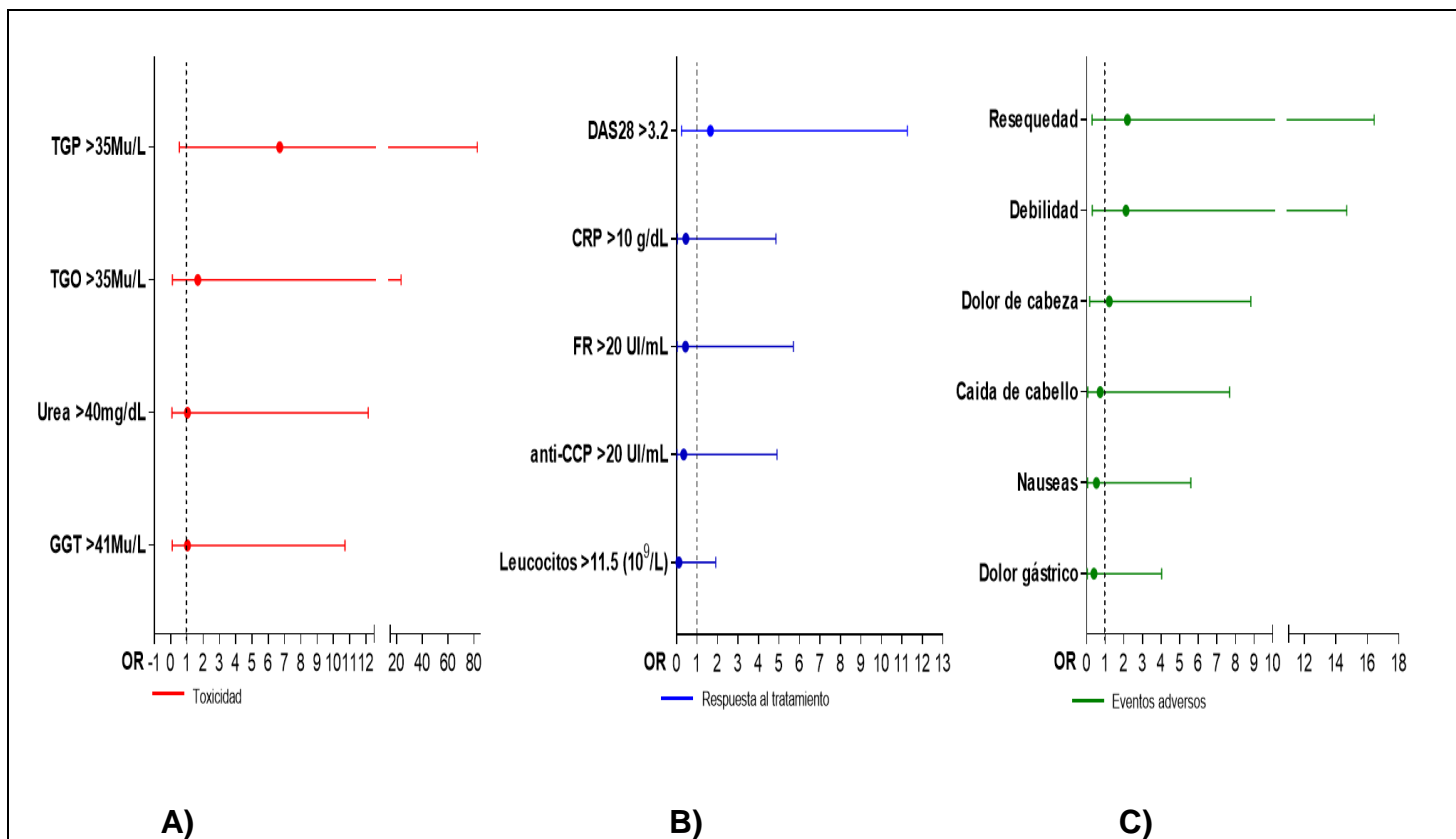 TGP >35Mu/L
TGO >35Mu/L
Urea >40mg/dL
GGT >41Mu/L
OR -1 0 1 2 3 4 5 6 7 8 9 10 11 12 20 40 60 80
Toxicidad
A)
DAS28 >3.2
CRP >10 g/dL
FR >20 UI/mL
anti-CCP >20 UI/mL
Leucocitos >11.5 (10⁹/L)
OR 0 1 2 3 4 5 6 7 8 9 10 11 12 13
Respuesta al tratamiento
B)
Resequedad
Debilidad
Dolor de cabeza
Caida de cabello
Nauseas
Dolor gástrico
OR 0 1 2 3 4 5 6 7 8 9 10 12 14 16 18
Eventos adversos
C)